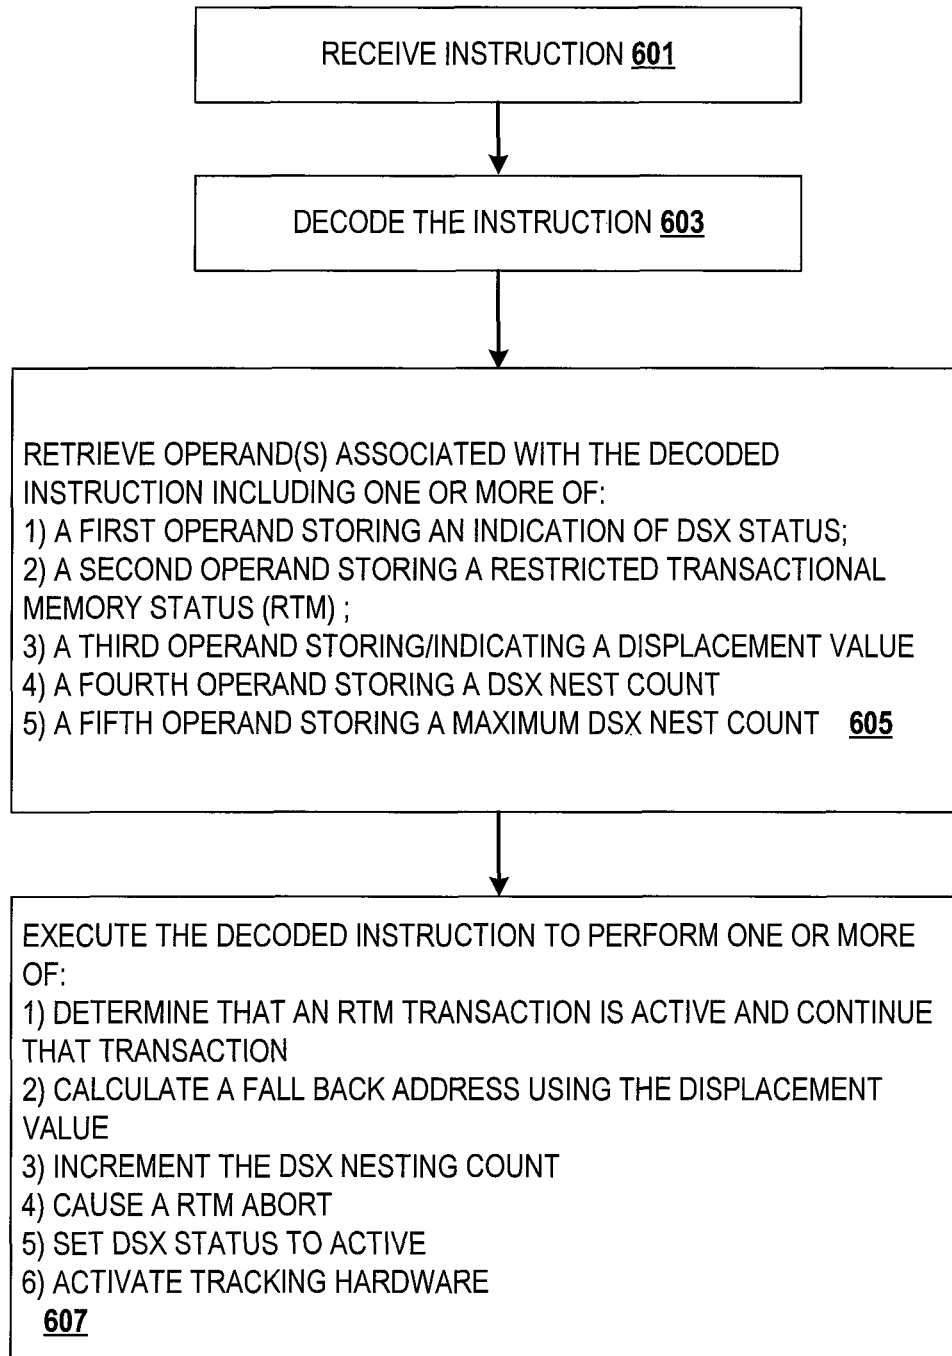 RECEIVE INSTRUCTION 601
DECODE THE INSTRUCTION 603
RETRIEVE OPERAND(S) ASSOCIATED WITH THE DECODED
INSTRUCTION INCLUDING ONE OR MORE OF:
1) A FIRST OPERAND STORING AN INDICATION OF DSX STATUS;
2) A SECOND OPERAND STORING A RESTRICTED TRANSACTIONAL
MEMORY STATUS (RTM) ;
3) A THIRD OPERAND STORING/INDICATING A DISPLACEMENT VALUE
4) A FOURTH OPERAND STORING A DSX NEST COUNT
5) A FIFTH OPERAND STORING A MAXIMUM DSX NEST COUNT 605
EXECUTE THE DECODED INSTRUCTION TO PERFORM ONE OR MORE
OF:
1) DETERMINE THAT AN RTM TRANSACTION IS ACTIVE AND CONTINUE
THAT TRANSACTION
2) CALCULATE A FALL BACK ADDRESS USING THE DISPLACEMENT
VALUE
3) INCREMENT THE DSX NESTING COUNT
4) CAUSE A RTM ABORT
5) SET DSX STATUS TO ACTIVE
6) ACTIVATE TRACKING HARDWARE
607